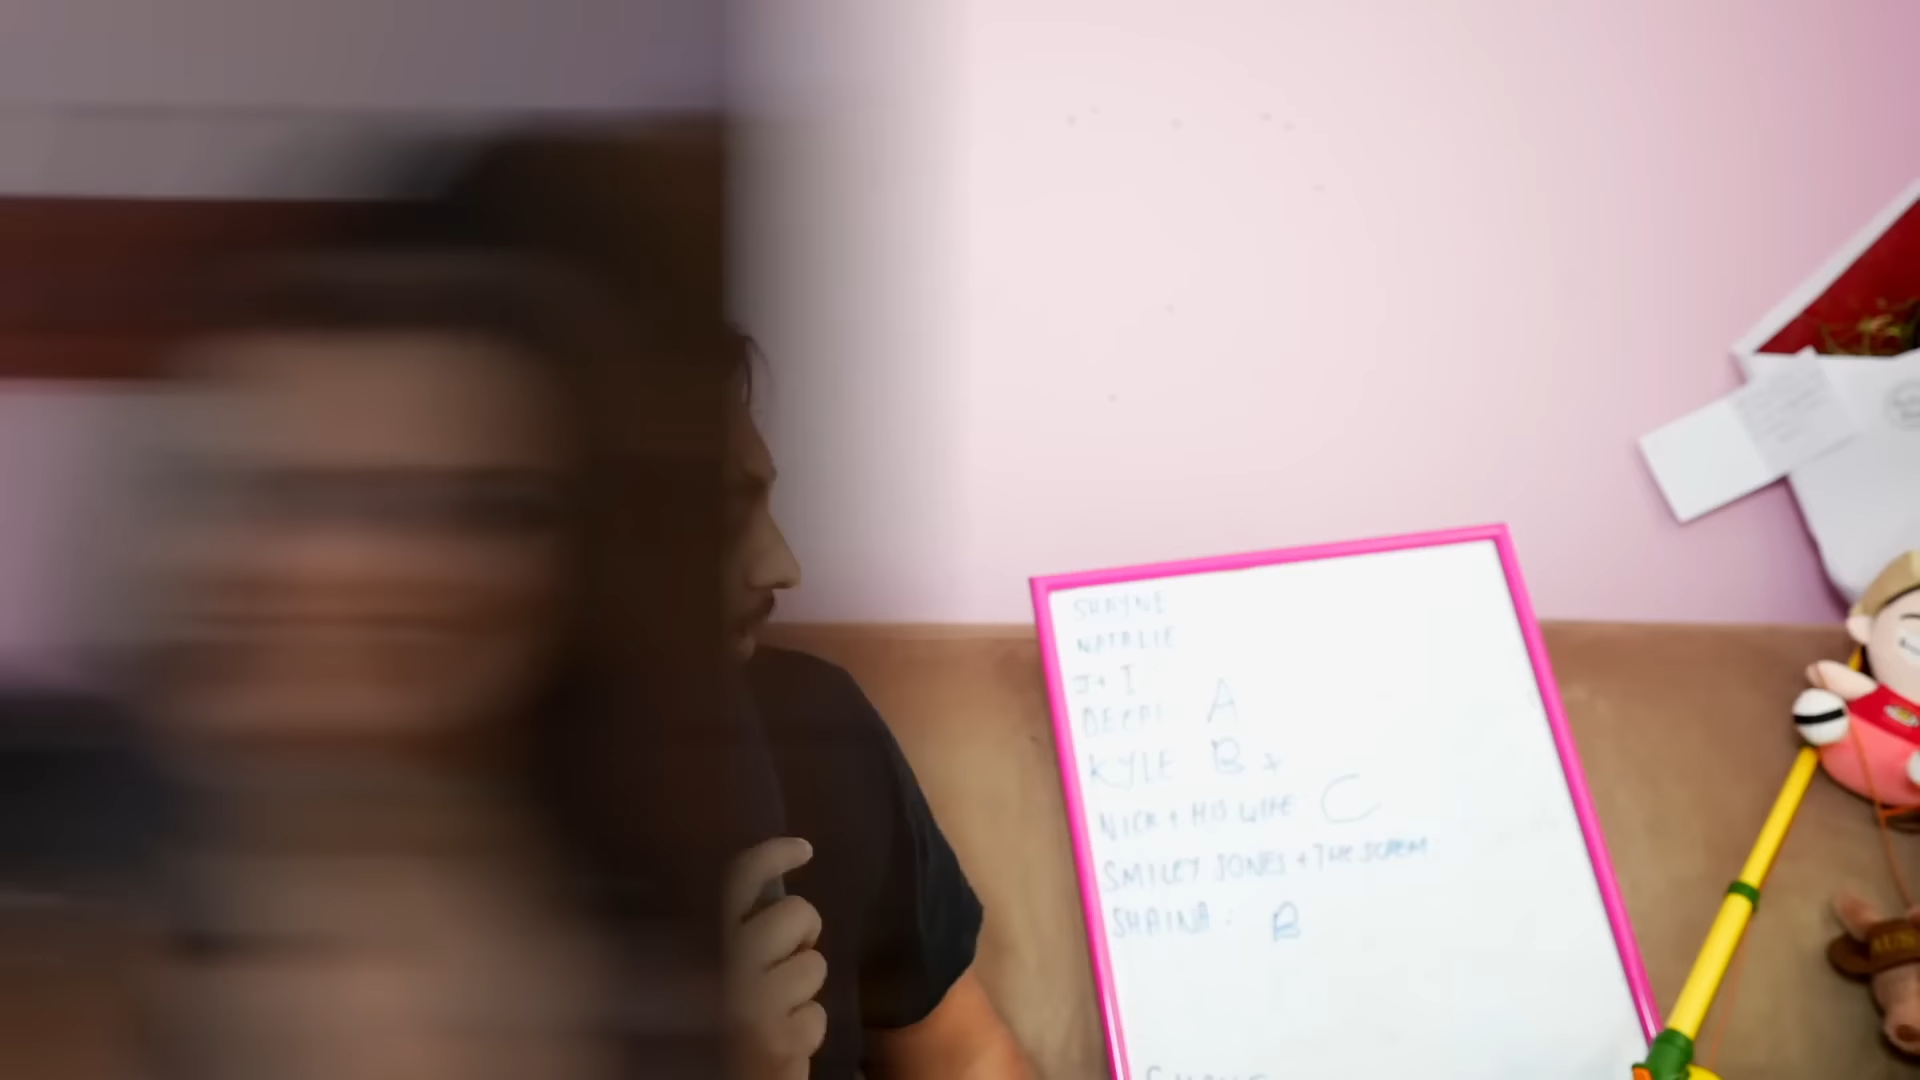 SHAYNE
NATALIE
J + I
DEEPI A
KYLE B +
NICK + HIS WIFE C
SMILEY JONES + THE SCREAM
SHAINA: B